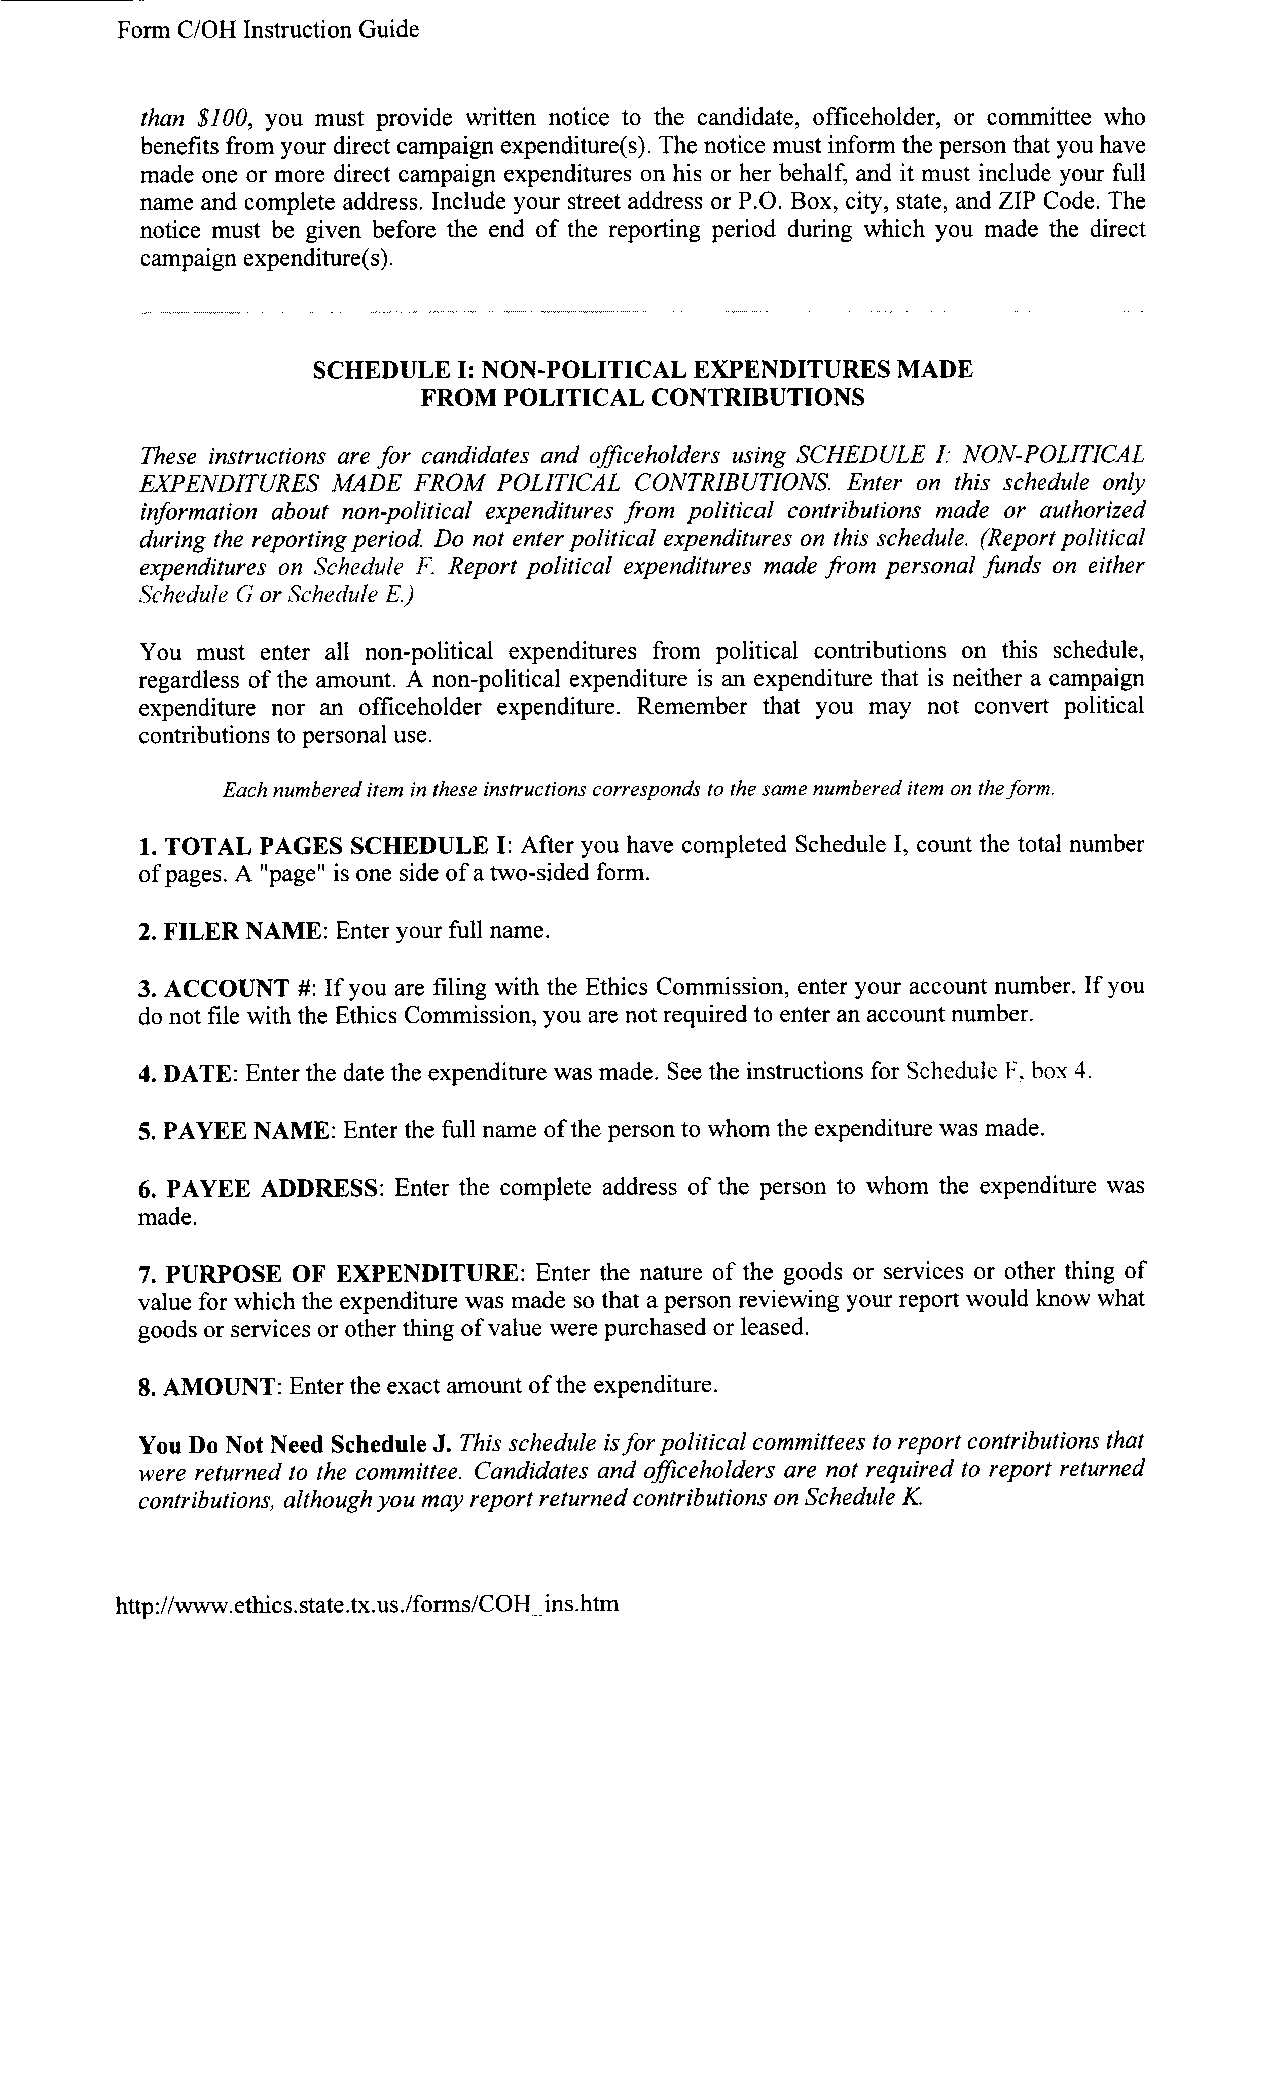 Form C/OH Instruction Guide
than $100, you must provide written notice to the candidate, officeholder, or committee who
benefits from your direct campaign expenditure(s). The notice must inform the person that you have
made one or more direct campaign expenditures on his or her behalf, and it must include your full
name and complete address. Include your street address or P.O. Box, city, state, and ZIP Code. The
notice must be given before the end of the reporting period during which you made the direct
campaign expenditure(s).
SCHEDULE I: NON-POLITICAL EXPENDITURES MADE
FROM POLITICAL CONTRIBUTIONS
These instructions are for candidates and officeholders using SCHEDULE I: NON-POLITICAL
EXPENDITURES MADE FROM POLITICAL CONTRIBUTIONS. Enter on this schedule only
information about non-political expenditures from political contributions made or authorized
during the reporting period. Do not enter political expenditures on this schedule. (Report political
expenditures on Schedule F. Report political expenditures made from personal funds on either
Schedule G or Schedule E.)
You must enter all non-political expenditures from political contributions on this schedule,
regardless of the amount. A non-political expenditure is an expenditure that is neither a campaign
expenditure nor an officeholder expenditure. Remember that you may not convert political
contributions to personal use.
Each numbered item in these instructions corresponds to the same numbered item on the form.
1. TOTAL PAGES SCHEDULE I: After you have completed Schedule I, count the total number
of pages. A "page" is one side of a two-sided form.
2. FILER NAME: Enter your full name.
3. ACCOUNT #: If you are filing with the Ethics Commission, enter your account number. If you
do not file with the Ethics Commission, you are not required to enter an account number.
4. DATE: Enter the date the expenditure was made. See the instructions for Schedule F, box 4.
5. PAYEE NAME: Enter the full name of the person to whom the expenditure was made.
6. PAYEE ADDRESS: Enter the complete address of the person to whom the expenditure was
made.
7. PURPOSE OF EXPENDITURE: Enter the nature of the goods or services or other thing of
value for which the expenditure was made so that a person reviewing your report would know what
goods or services or other thing of value were purchased or leased.
8. AMOUNT: Enter the exact amount of the expenditure.
You Do Not Need Schedule J. This schedule is for political committees to report contributions that
were returned to the committee. Candidates and officeholders are not required to report returned
contributions, although you may report returned contributions on Schedule K.
http://www.ethics.state.tx.us./forms/COH_ins.htm